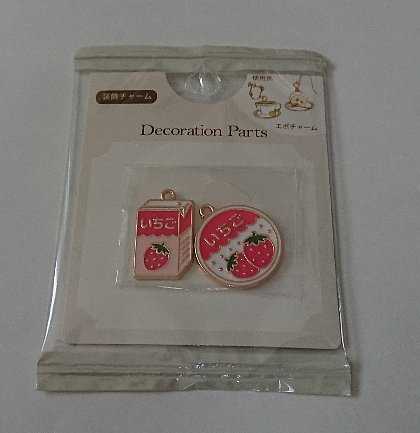 使用例
装飾チャーム
エポチャーム
Decoration Parts
いちご
いちご